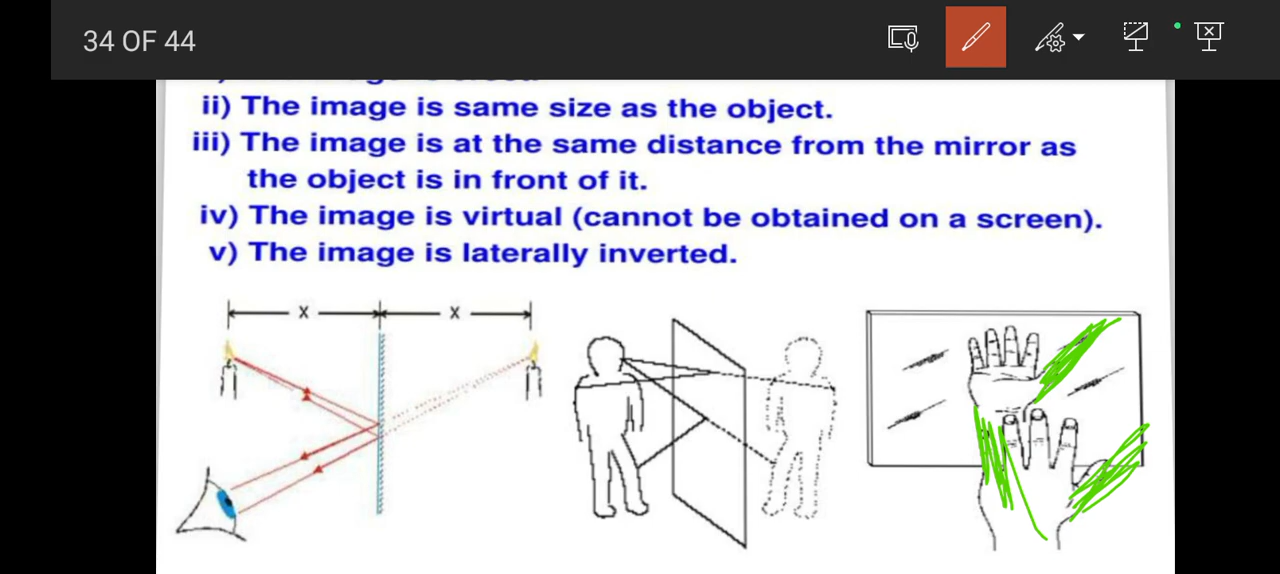 34 OF 44
ii) The image is same size as the object.
iii) The image is at the same distance from the mirror as
the object is in front of it.
iv) The image is virtual (cannot be obtained on a screen).
v) The image is laterally inverted.
x x